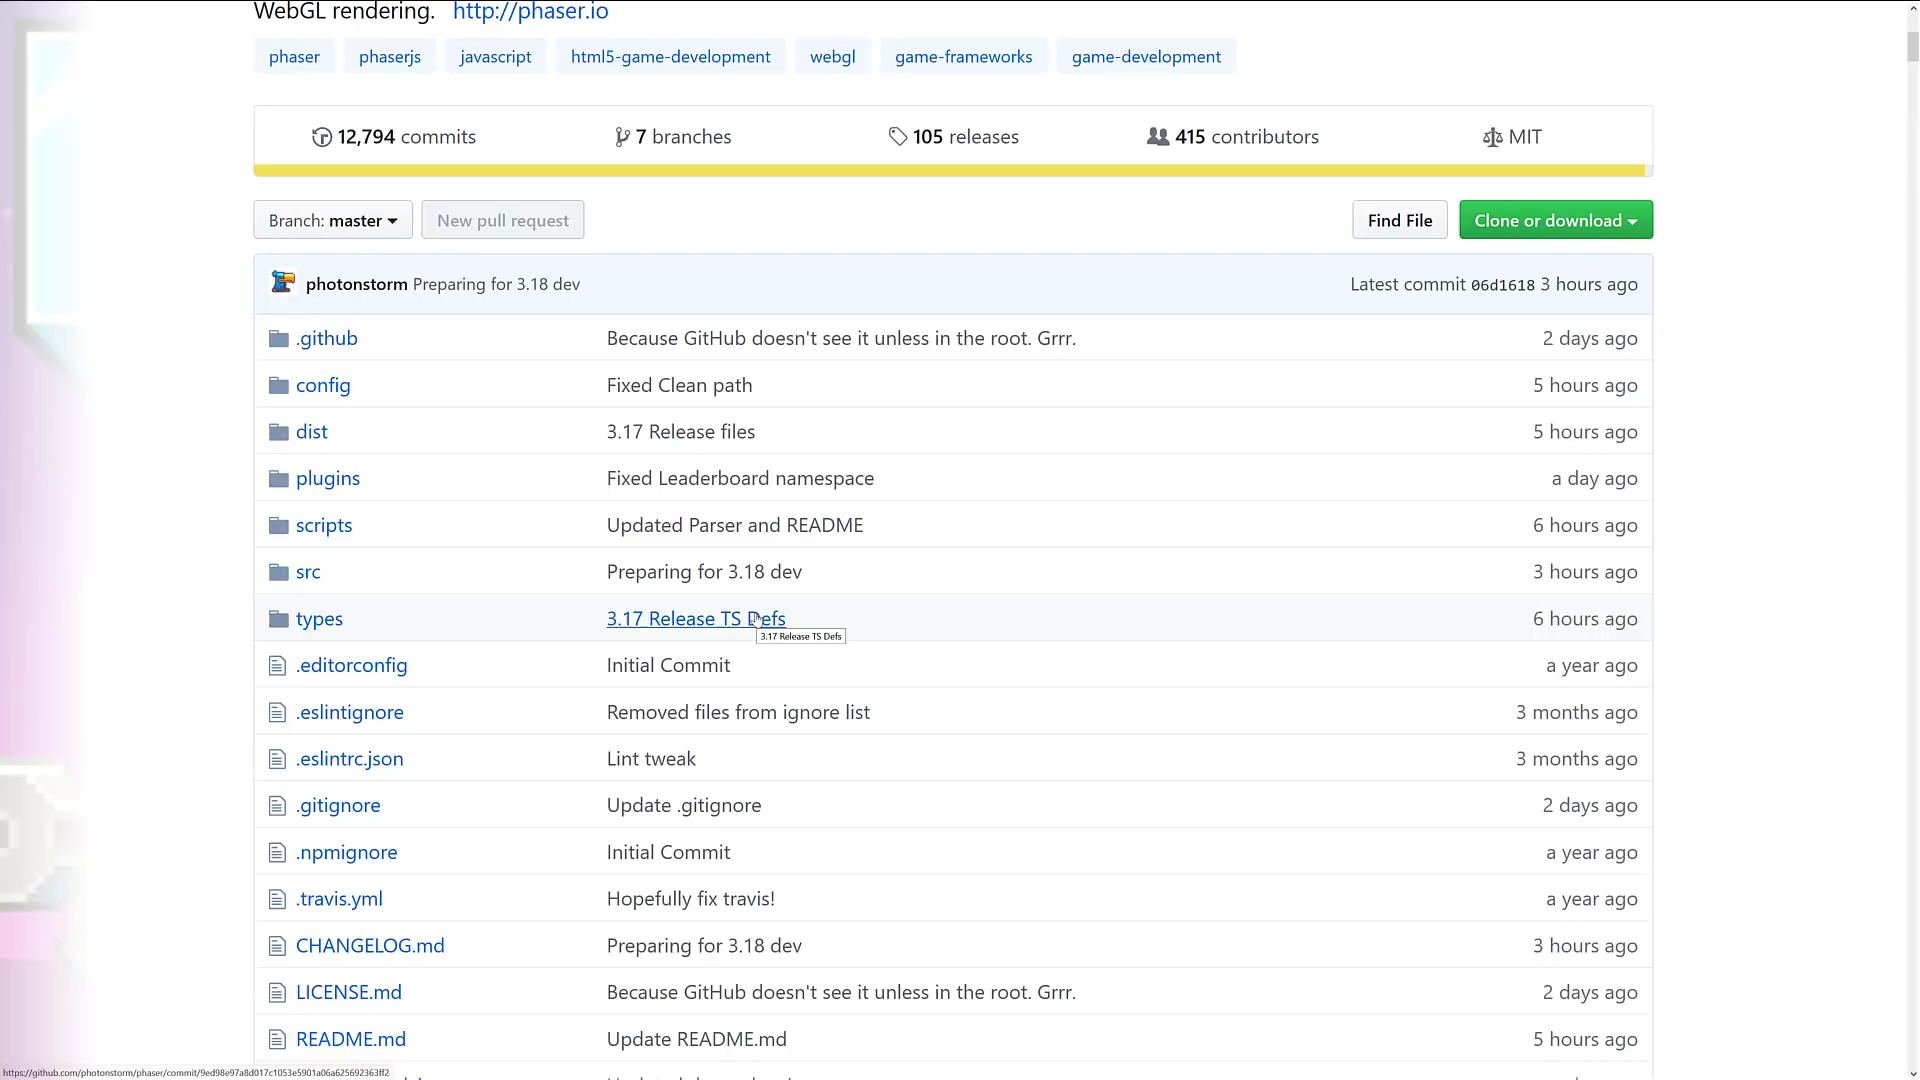 WebGL rendering. http://phaser.io
phaser phaserjs javascript html5-game-development webgl game-frameworks game-development
12,794 commits 7 branches 105 releases 415 contributors MIT
Branch: master New pull request Find File Clone or download
photonstorm Preparing for 3.18 dev Latest commit 06d1618 3 hours ago
.github Because GitHub doesn't see it unless in the root. Grrr. 2 days ago
config Fixed Clean path 5 hours ago
dist 3.17 Release files 5 hours ago
plugins Fixed Leaderboard namespace a day ago
scripts Updated Parser and README 6 hours ago
src Preparing for 3.18 dev 3 hours ago
types 3.17 Release TS Defs 6 hours ago
3.17 Release TS Defs
.editorconfig Initial Commit a year ago
.eslintignore Removed files from ignore list 3 months ago
.eslintrc.json Lint tweak 3 months ago
.gitignore Update .gitignore 2 days ago
.npmignore Initial Commit a year ago
.travis.yml Hopefully fix travis! a year ago
CHANGELOG.md Preparing for 3.18 dev 3 hours ago
LICENSE.md Because GitHub doesn't see it unless in the root. Grrr. 2 days ago
README.md Update README.md 5 hours ago
https://github.com/photonstorm/phaser/commit/9ed98e97a8d017c1053e5901a06a625692363ff2